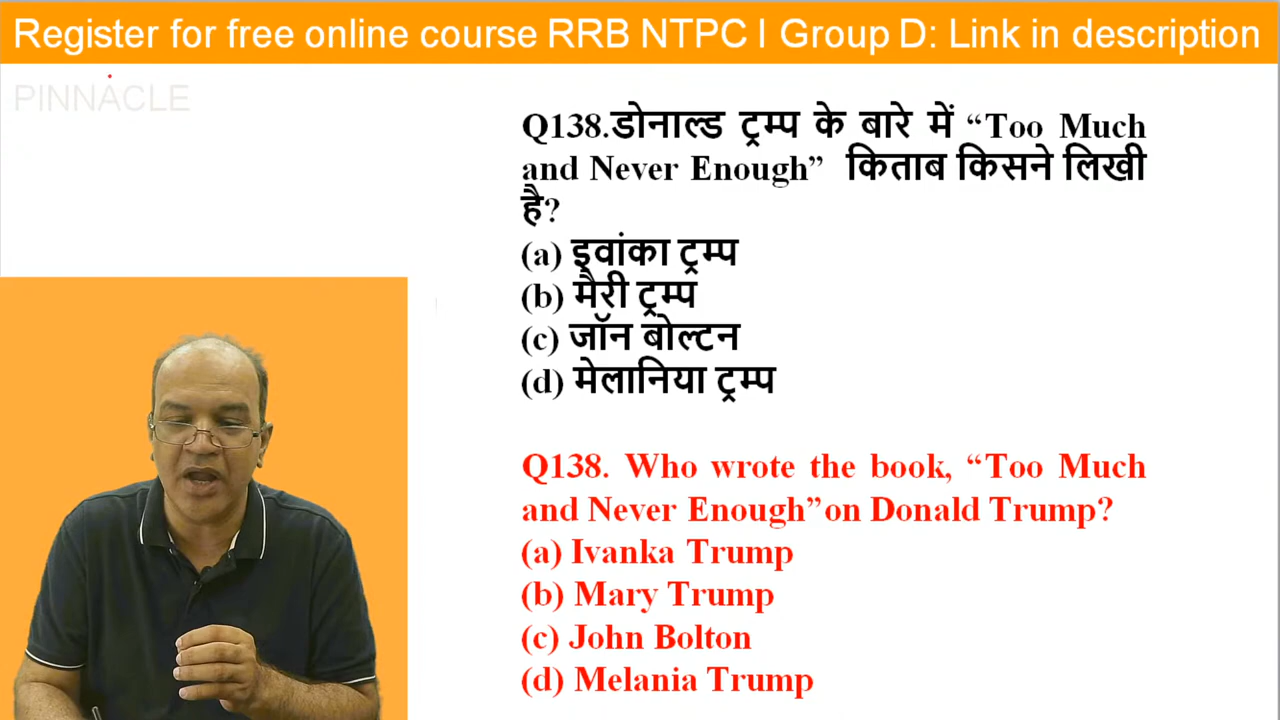 Register for free online course RRB NTPC I Group D: Link in description
PINNACLE
Q138.डोनाल्ड ट्रम्प के बारे में “Too Much
and Never Enough” किताब किसने लिखी
है?
(a) इवांका ट्रम्प
(b) मैरी ट्रम्प
(c) जॉन बोल्टन
(d) मेलानिया ट्रम्प
Q138. Who wrote the book, “Too Much
and Never Enough”on Donald Trump?
(a) Ivanka Trump
(b) Mary Trump
(c) John Bolton
(d) Melania Trump